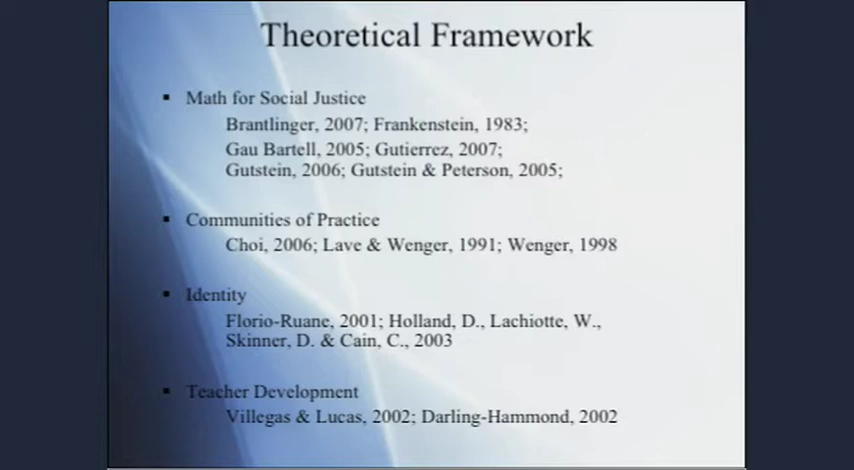 Theoretical Framework
Math for Social Justice
Brantlinger, 2007; Frankenstein, 1983;
Gau Bartell, 2005; Gutierrez, 2007;
Gutstein, 2006; Gutstein & Peterson, 2005;
Communities of Practice
Choi, 2006; Lave & Wenger, 1991; Wenger, 1998
Identity
Florio-Ruane, 2001; Holland, D., Lachiotte, W.,
Skinner, D. & Cain, C., 2003
Teacher Development
Villegas & Lucas, 2002; Darling-Hammond, 2002